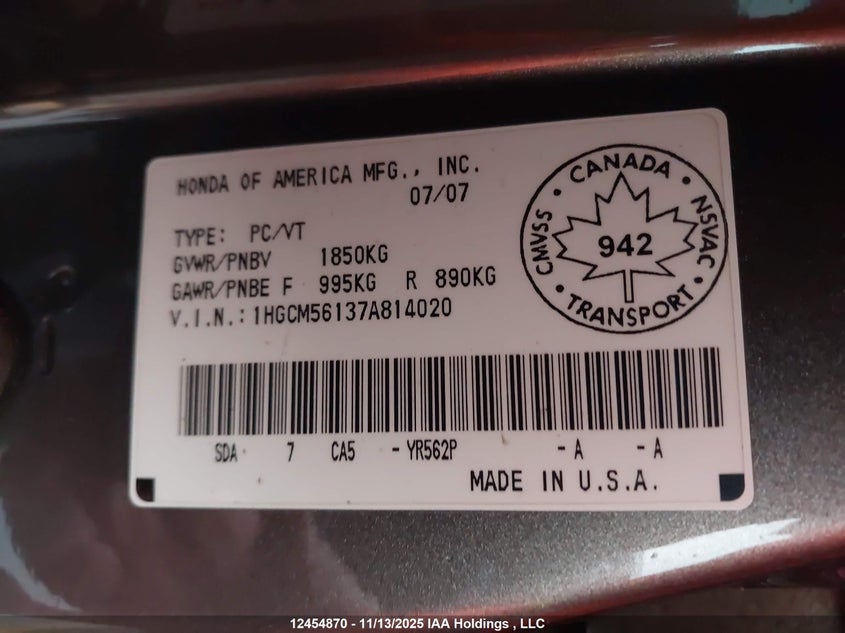 HONDA OF AMERICA MFG., INC.
07/07
TYPE: PC/VT
GVWR/PNBV 1850KG
GAWR/PNBE F 995KG R 890KG
V.I.N.: 1HGCM56137A814020
CANADA
CMVSS
942
NSVAC
TRANSPORT
SDA 7 CA5 - YR562P - A - A
MADE IN U.S.A.
12454870 - 11/13/2025 IAA Holdings , LLC